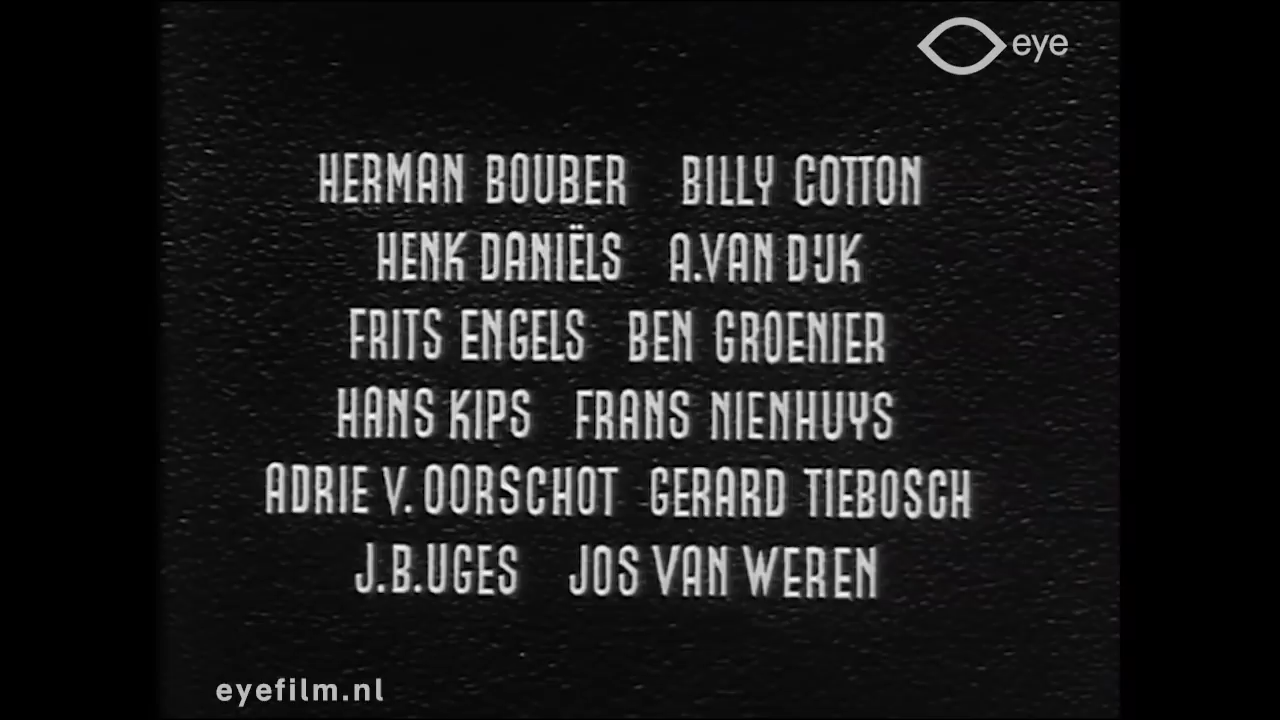 eye
HERMAN BOUBER BILLY COTTON
HENK DANIËLS A.VAN DIJK
FRITS ENGELS BEN GROENIER
HANS KIPS FRANS NIENHUYS
ADRIE V. OORSCHOT GERARD TIEBOSCH
J.B.UGES JOS VAN WEREN
eyefilm.nl